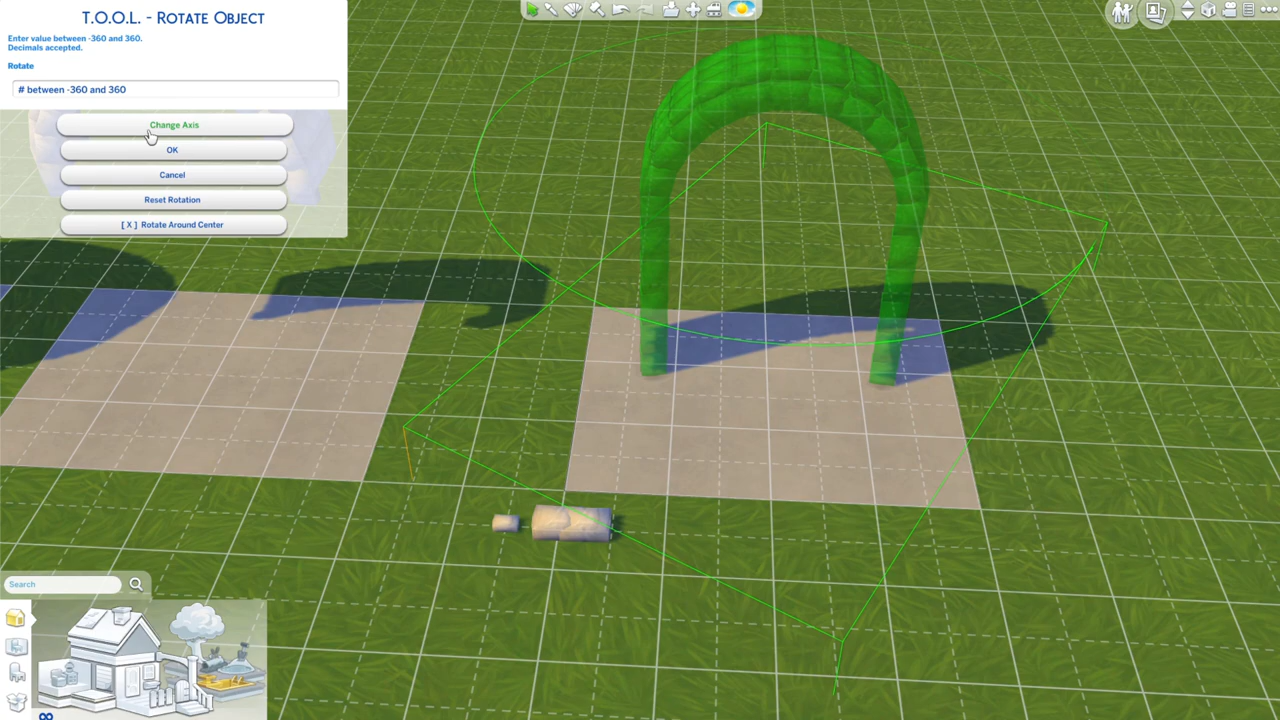 T.O.O.L. - Rotate Object
Enter value between -360 and 360.
Decimals accepted.
Rotate
# between -360 and 360
Change Axis
OK
Cancel
Reset Rotation
[ X ] Rotate Around Center
Search